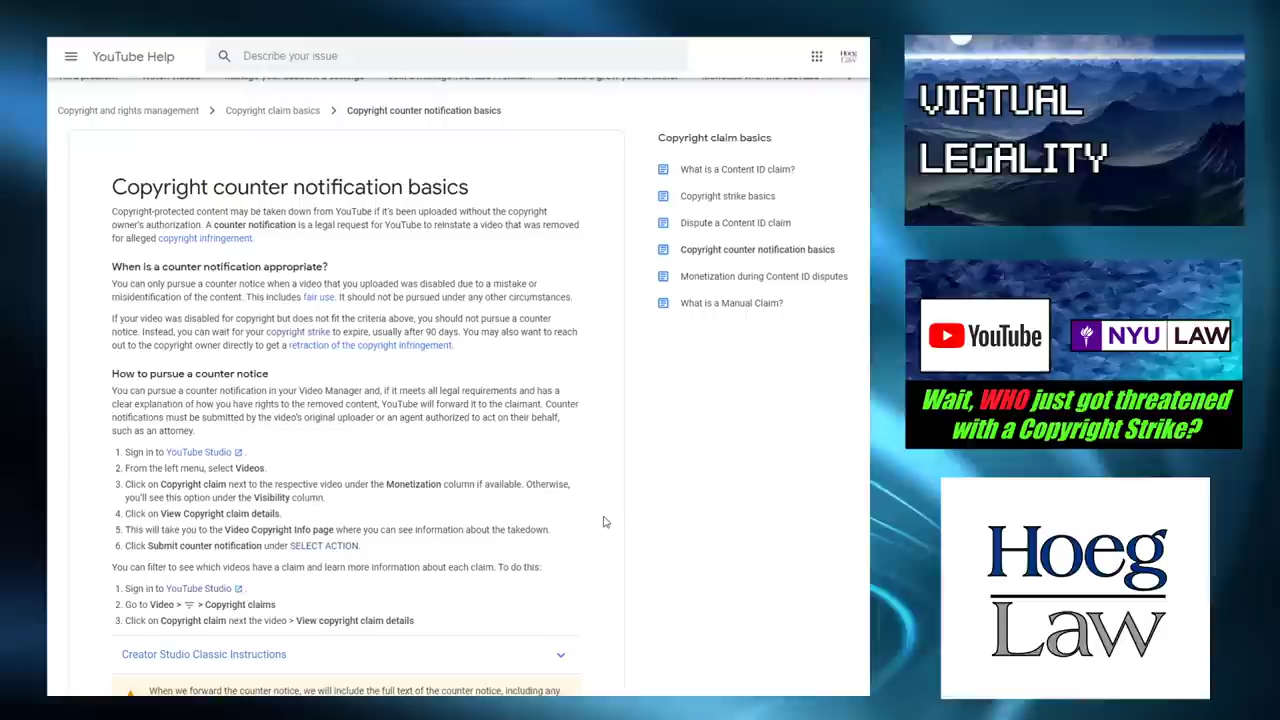 YouTube Help
Describe your issue
Hoeg
Law
Copyright and rights management > Copyright claim basics > Copyright counter notification basics
Copyright counter notification basics
Copyright-protected content may be taken down from YouTube if it's been uploaded without the copyright
owner's authorization. A counter notification is a legal request for YouTube to reinstate a video that was removed
for alleged copyright infringement.
When is a counter notification appropriate?
You can only pursue a counter notice when a video that you uploaded was disabled due to a mistake or
misidentification of the content. This includes fair use. It should not be pursued under any other circumstances.
If your video was disabled for copyright but does not fit the criteria above, you should not pursue a counter
notice. Instead, you can wait for your copyright strike to expire, usually after 90 days. You may also want to reach
out to the copyright owner directly to get a retraction of the copyright infringement.
How to pursue a counter notice
You can pursue a counter notification in your Video Manager and, if it meets all legal requirements and has a
clear explanation of how you have rights to the removed content, YouTube will forward it to the claimant. Counter
notifications must be submitted by the video's original uploader or an agent authorized to act on their behalf,
such as an attorney.
1. Sign in to YouTube Studio .
2. From the left menu, select Videos.
3. Click on Copyright claim next to the respective video under the Monetization column if available. Otherwise,
you'll see this option under the Visibility column.
4. Click on View Copyright claim details.
5. This will take you to the Video Copyright Info page where you can see information about the takedown.
6. Click Submit counter notification under SELECT ACTION.
You can filter to see which videos have a claim and learn more information about each claim. To do this:
1. Sign in to YouTube Studio .
2. Go to Video > > Copyright claims
3. Click on Copyright claim next the video > View copyright claim details
Creator Studio Classic Instructions
When we forward the counter notice, we will include the full text of the counter notice, including any
Copyright claim basics
What is a Content ID claim?
Copyright strike basics
Dispute a Content ID claim
Copyright counter notification basics
Monetization during Content ID disputes
What is a Manual Claim?
VIRTUAL
LEGALITY
YouTube
NYU LAW
Wait, WHO just got threatened
with a Copyright Strike?
Hoeg
Law